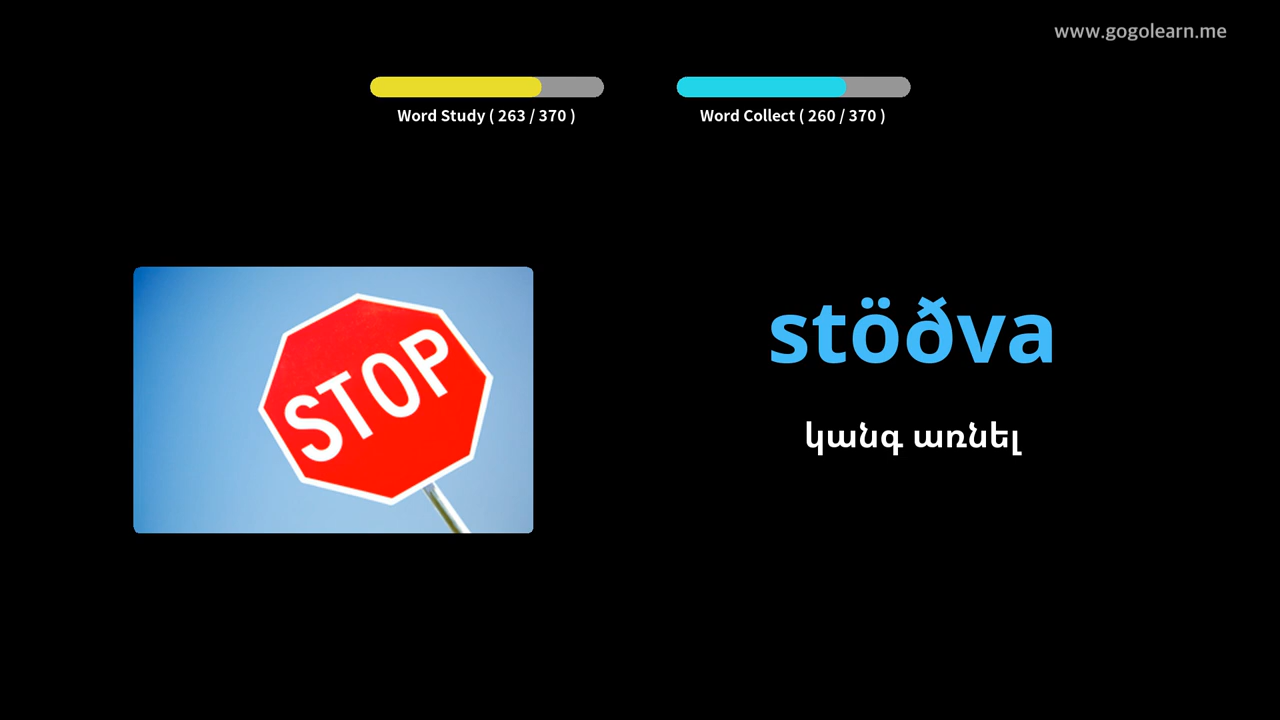 www.gogolearn.me
Word Study ( 263 / 370 )
Word Collect ( 260 / 370 )
STOP
stöðva
կանգ առնել